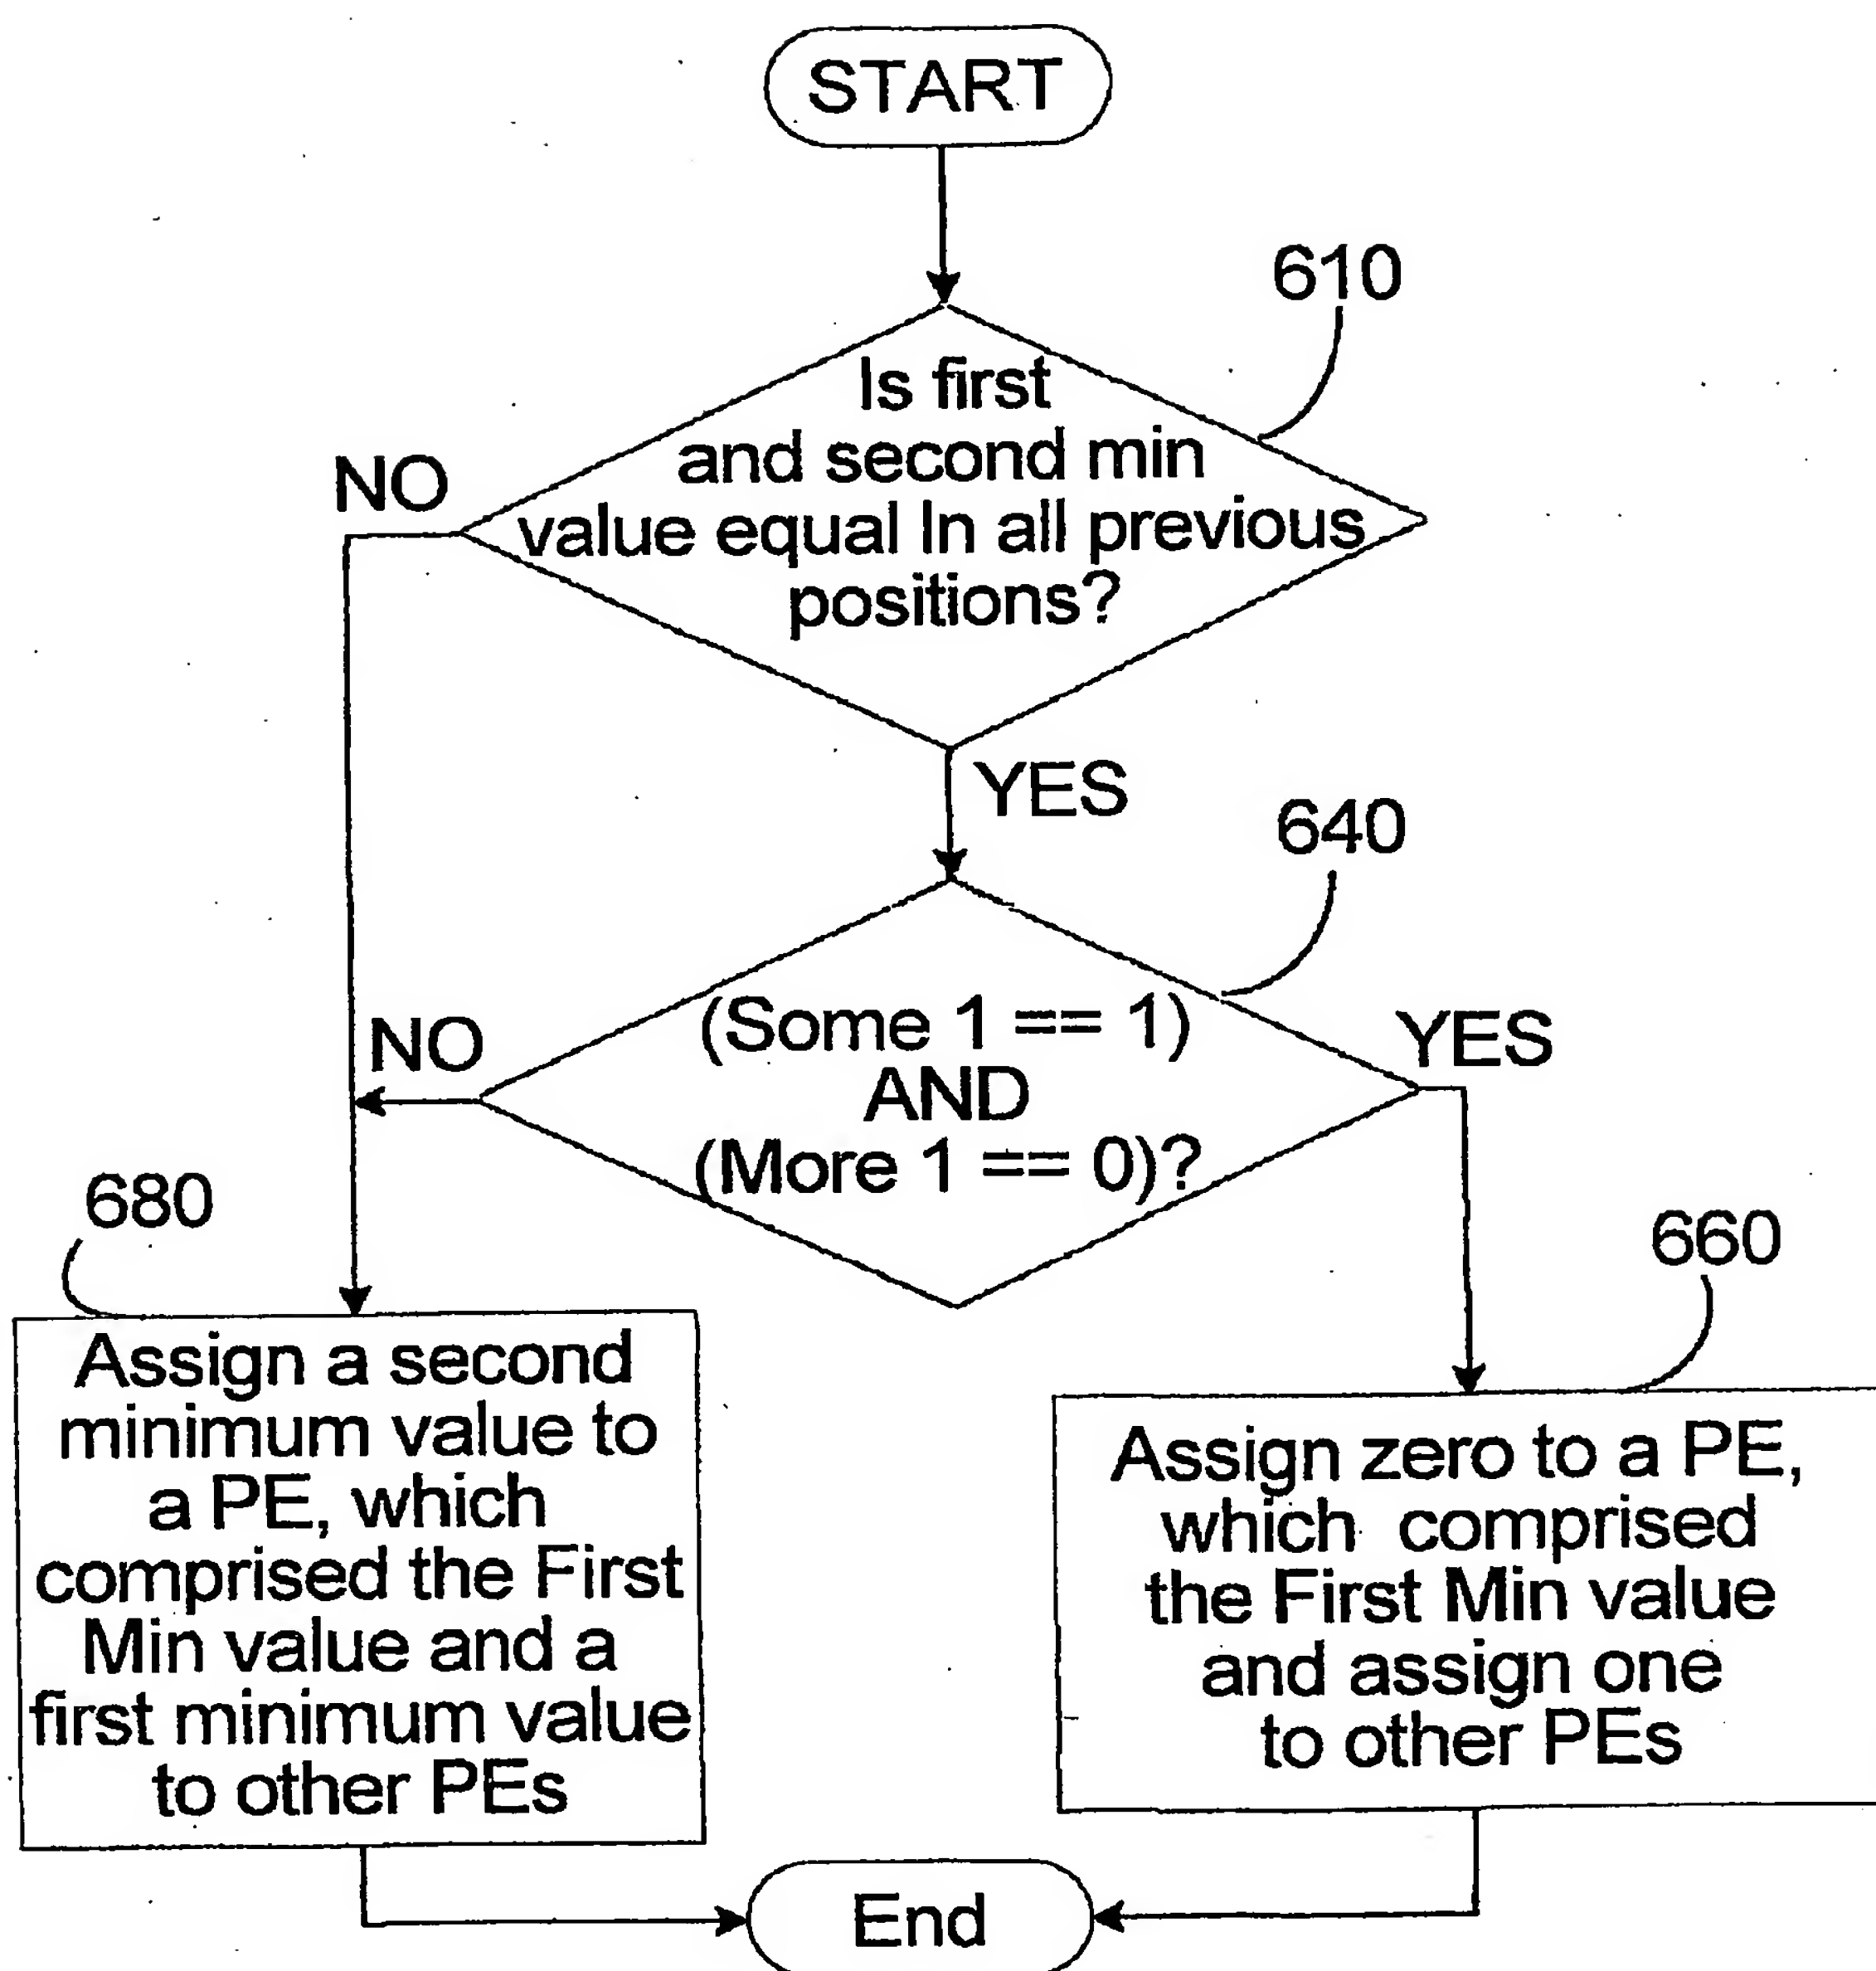 START
610
Is first
and second min
value equal In all previous
positions?
NO
YES
640
(Some 1 == 1)
AND
(More 1 == 0)?
NO
YES
680
660
Assign a second
minimum value to
a PE, which
comprised the First
Min value and a
first minimum value
to other PEs
Assign zero to a PE,
which comprised
the First Min value
and assign one
to other PEs
End